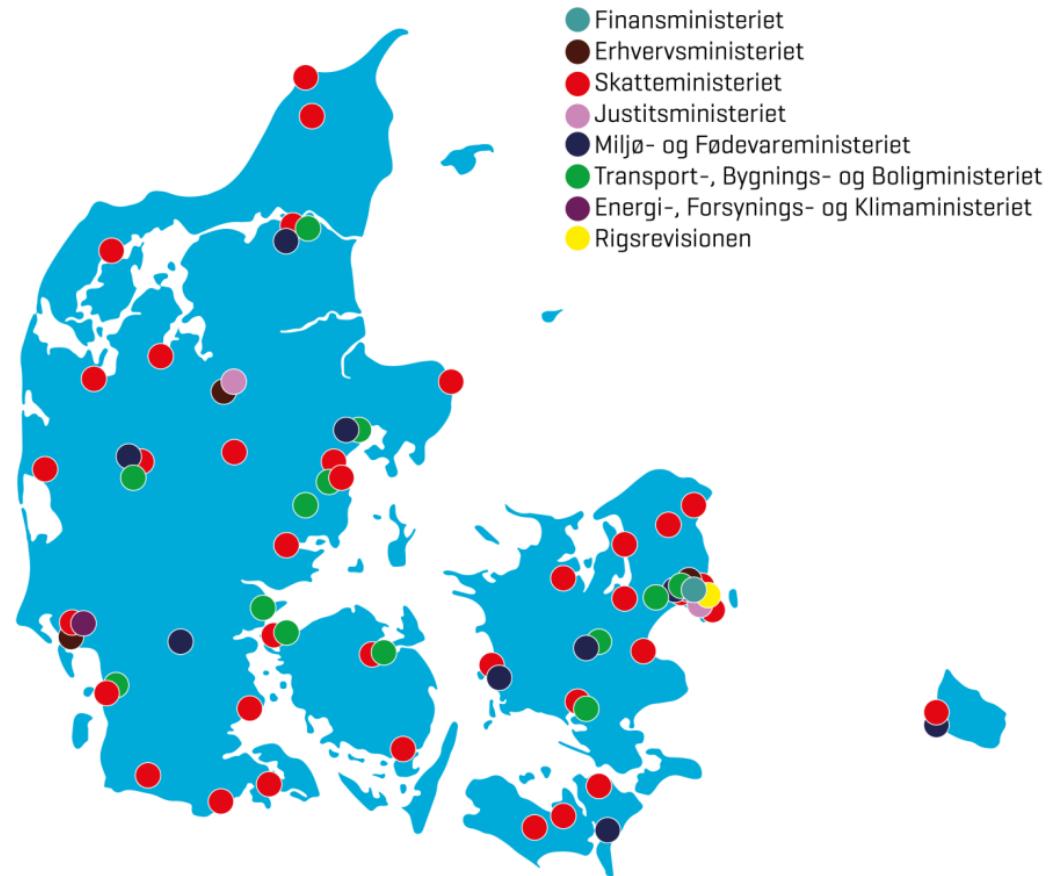 Finansministeriet
Erhvervsministeriet
Skatteministeriet
Justitsministeriet
Miljø- og Fødevareministeriet
Transport-, Bygnings- og Boligministeriet
Energi-, Forsynings- og Klimaministeriet
Rigsrevisionen